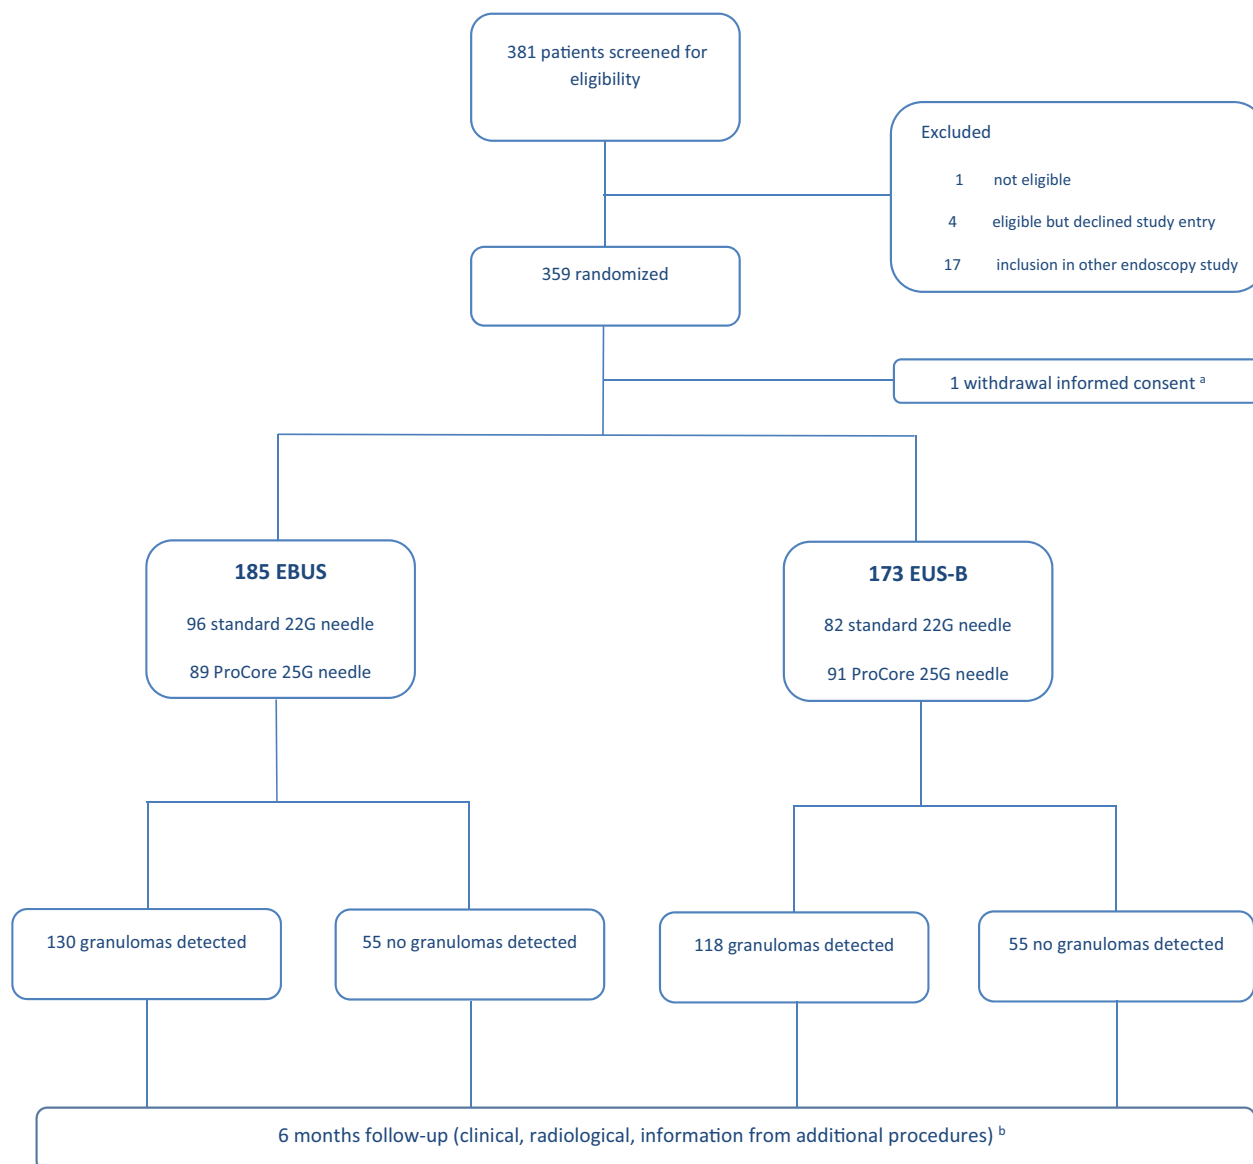 381 patients screened for
eligibility
Excluded
1 not eligible
4 eligible but declined study entry
17 inclusion in other endoscopy study
359 randomized
1 withdrawal informed consent a
185 EBUS
96 standard 22G needle
89 ProCore 25G needle
173 EUS-B
82 standard 22G needle
91 ProCore 25G needle
130 granulomas detected
55 no granulomas detected
118 granulomas detected
55 no granulomas detected
6 months follow-up (clinical, radiological, information from additional procedures) b